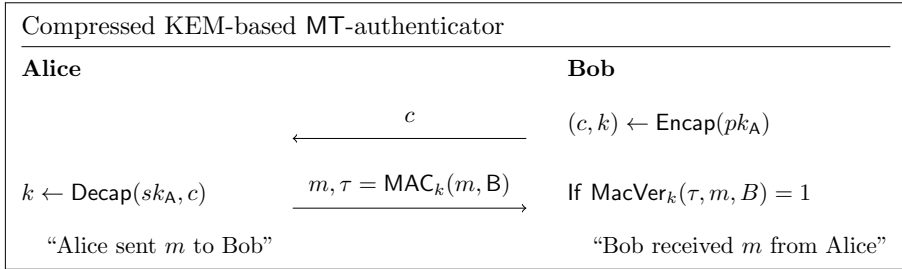 Compressed KEM-based MT-authenticator
Alice Bob
c (c, k) ← Encap(pk_A)
k ← Decap(sk_A, c) m, τ = MAC_k(m, B) If MacVer_k(τ, m, B) = 1
“Alice sent m to Bob” “Bob received m from Alice”